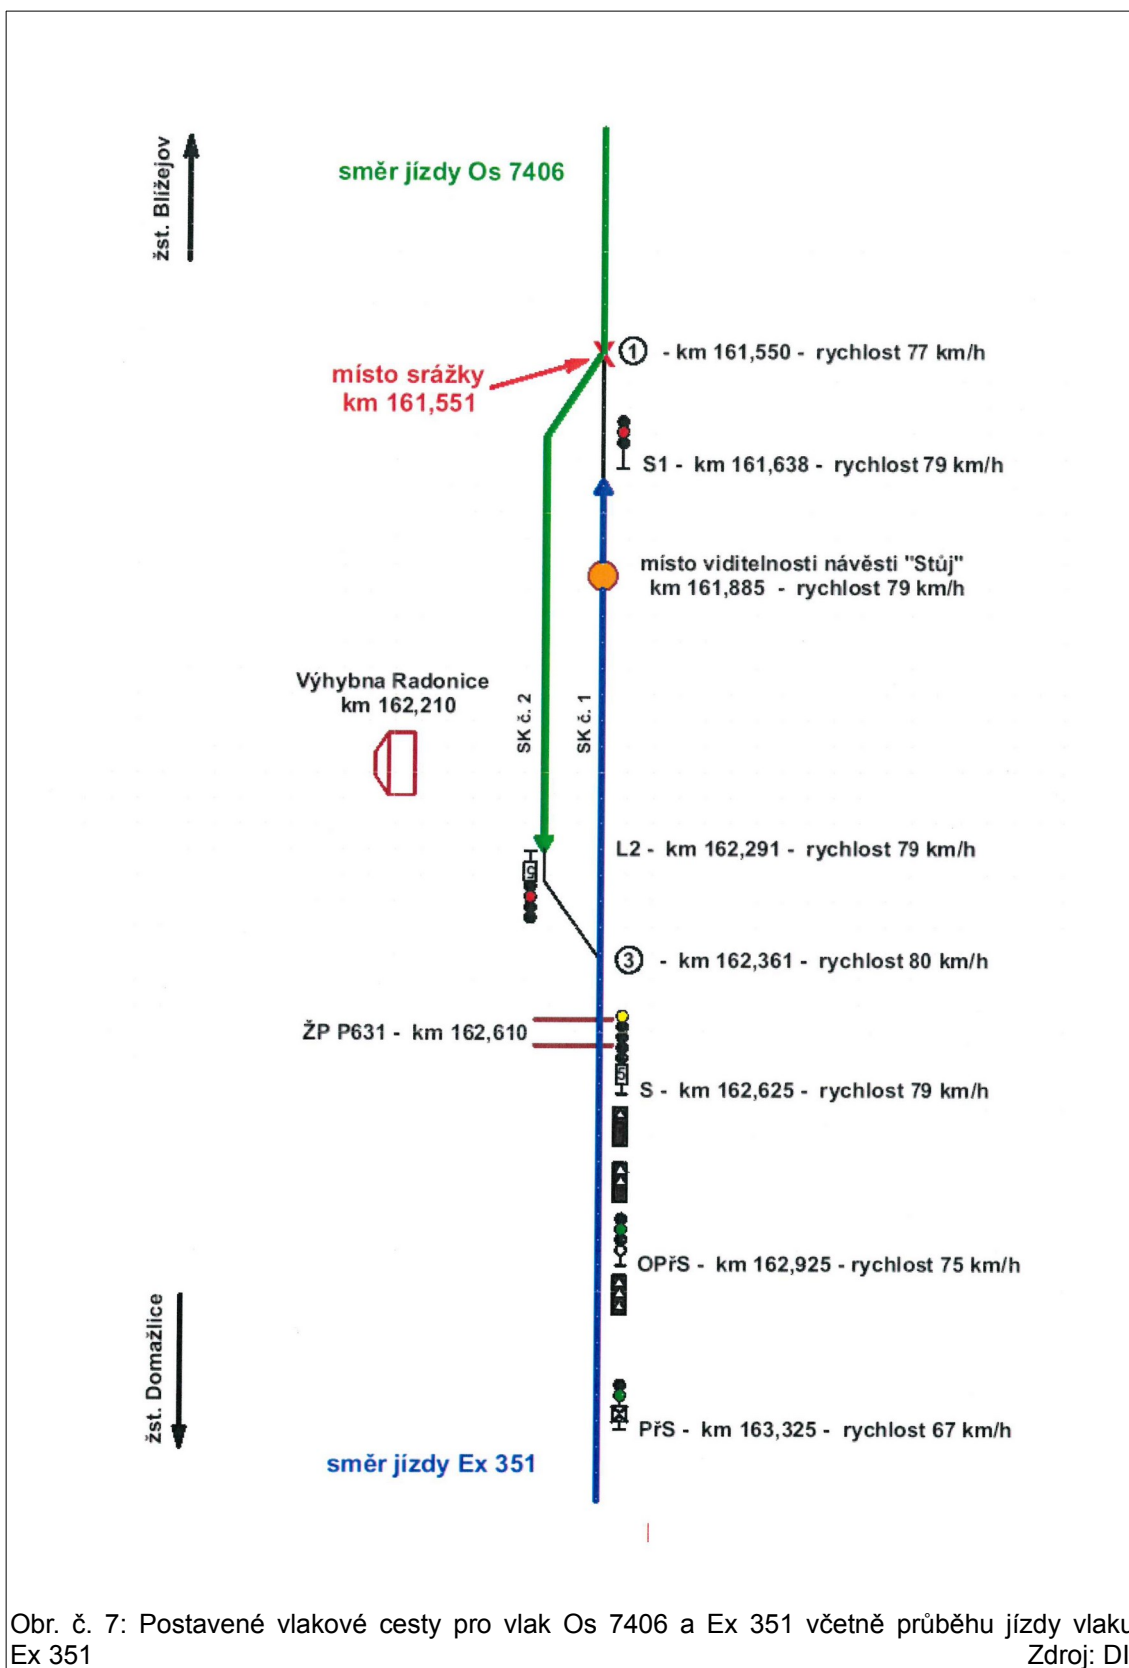 žst. Blížejov
směr jízdy Os 7406
1 - km 161,550 - rychlost 77 km/h
místo srážky
km 161,551
S1 - km 161,638 - rychlost 79 km/h
místo viditelnosti návěsti "Stůj"
km 161,885 - rychlost 79 km/h
Výhybna Radonice
km 162,210
SK č. 2
SK č. 1
L2 - km 162,291 - rychlost 79 km/h
5
3 - km 162,361 - rychlost 80 km/h
ŽP P631 - km 162,610
5
S - km 162,625 - rychlost 79 km/h
OPřS - km 162,925 - rychlost 75 km/h
žst. Domažlice
PřS - km 163,325 - rychlost 67 km/h
směr jízdy Ex 351
Obr. č. 7: Postavené vlakové cesty pro vlak Os 7406 a Ex 351 včetně průběhu jízdy vlaku
Ex 351 Zdroj: DI